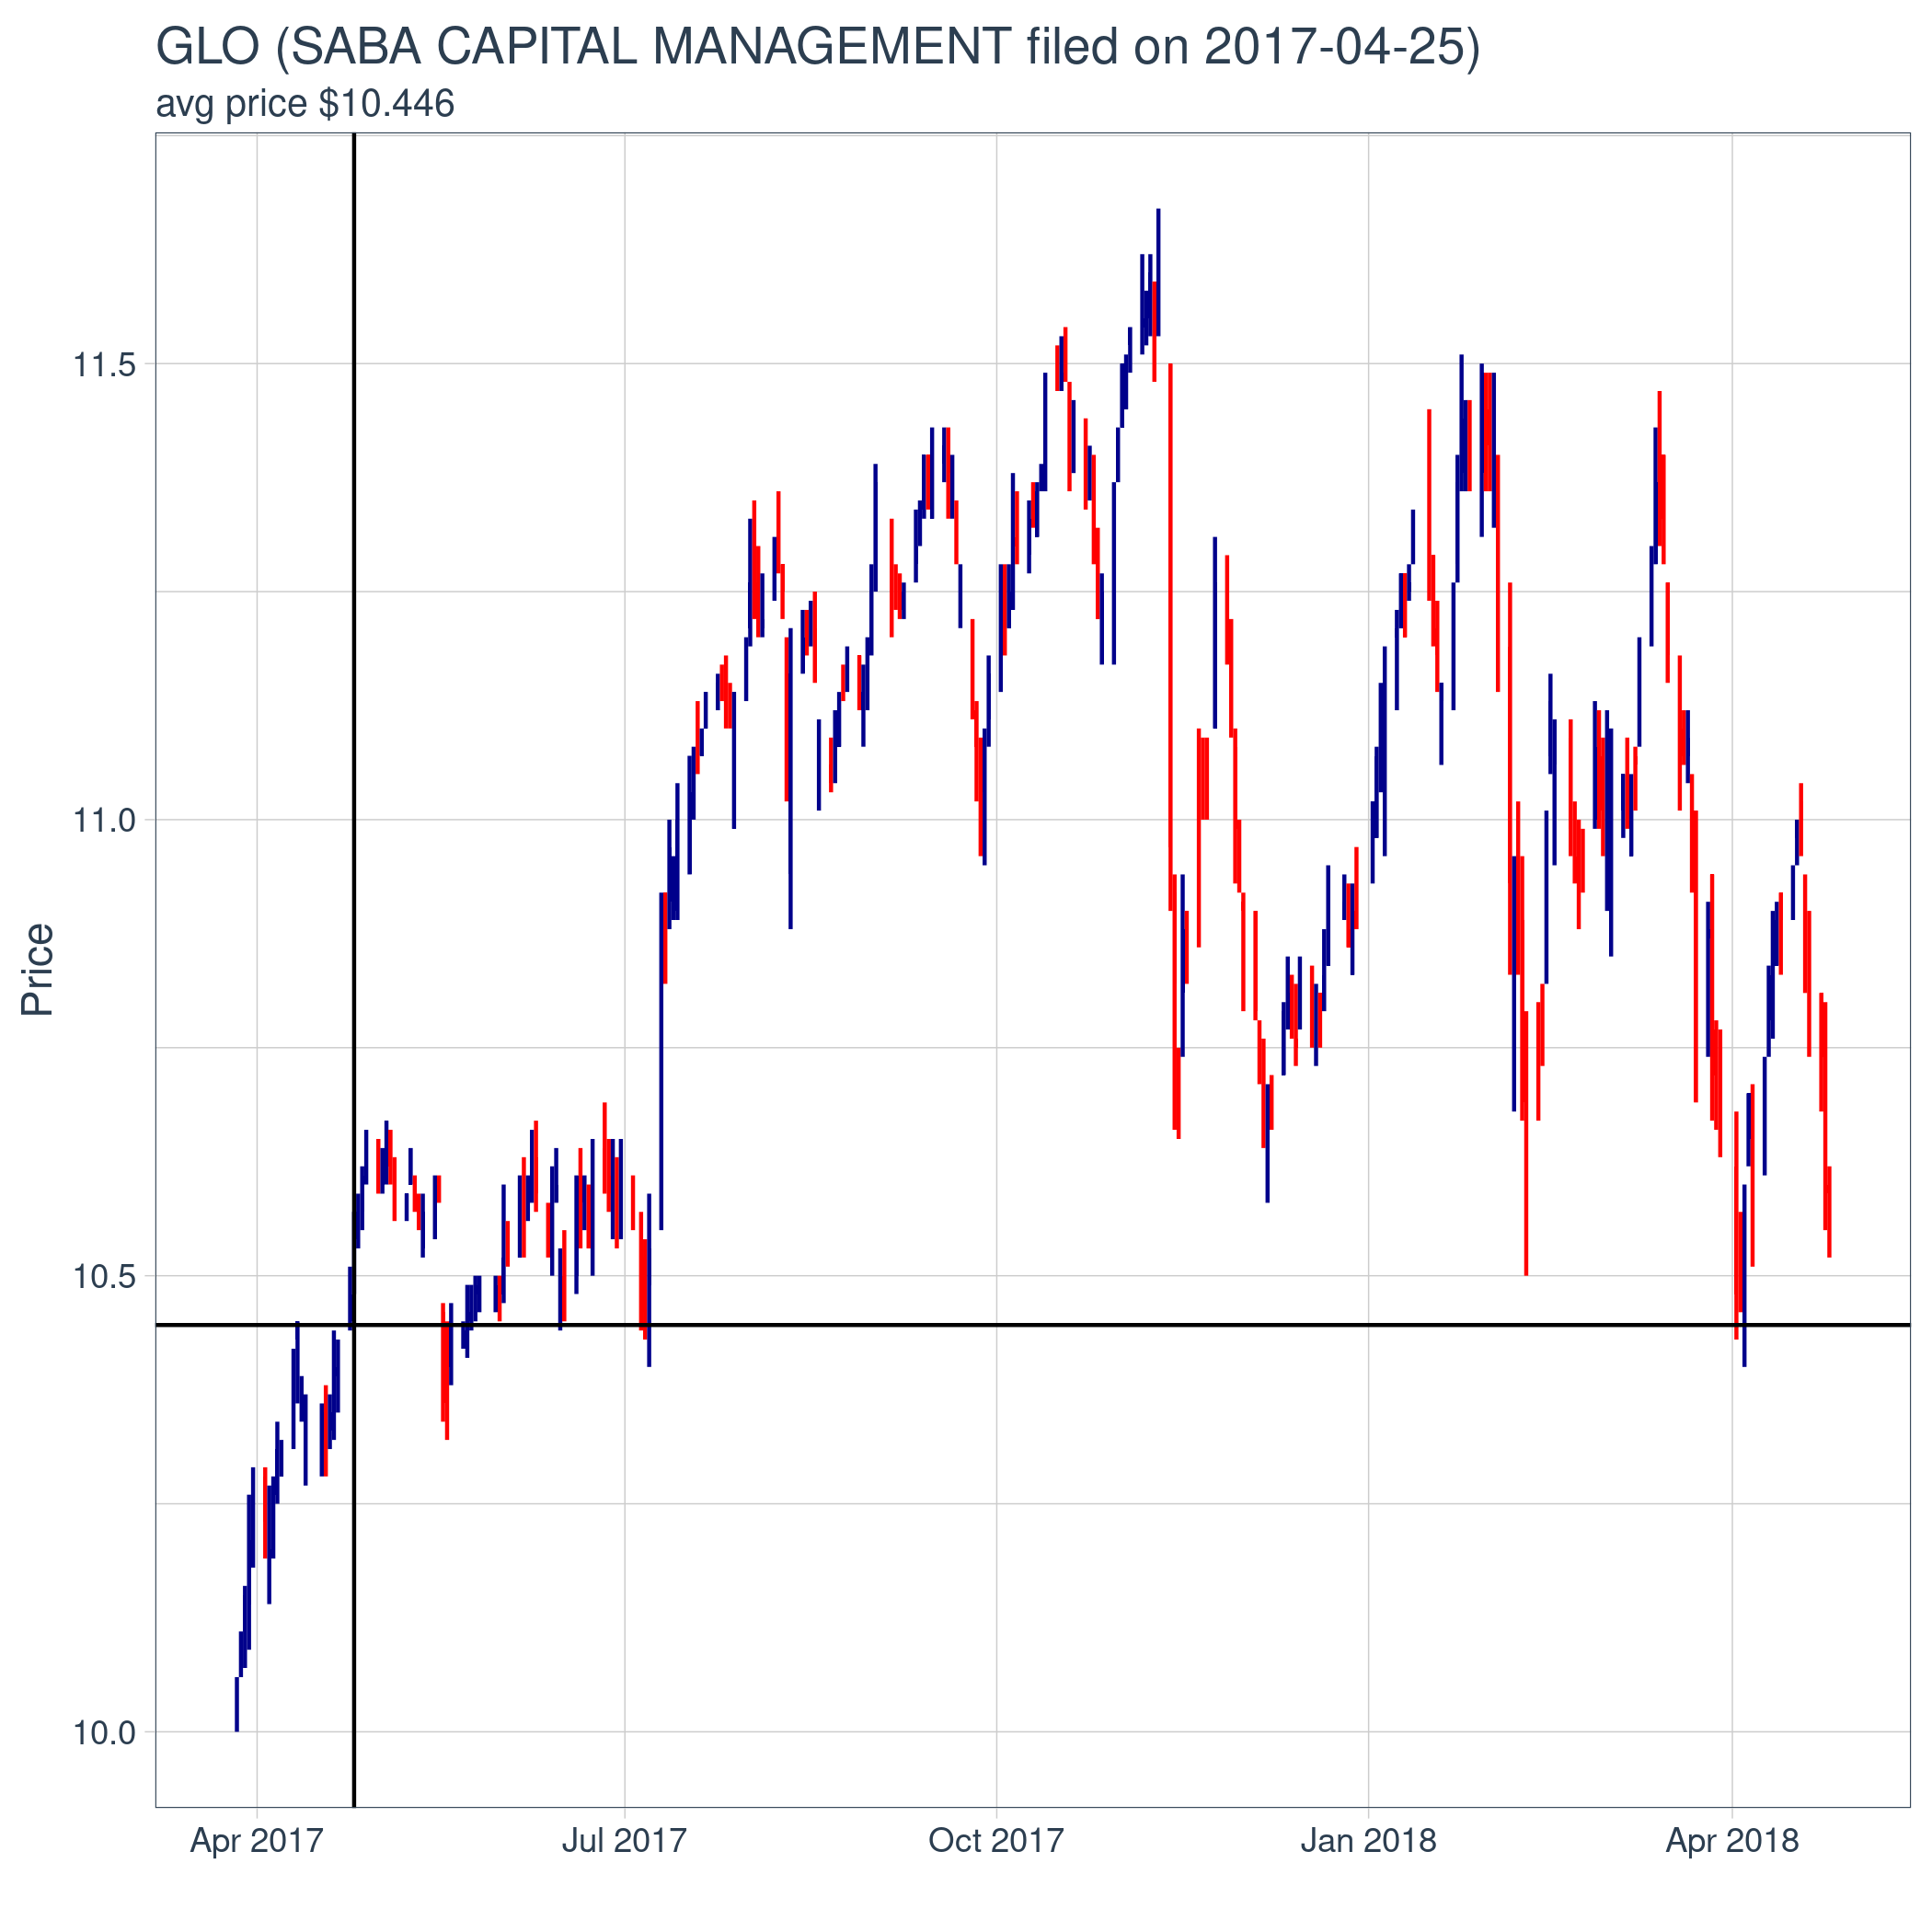 GLO (SABA CAPITAL MANAGEMENT filed on 2017-04-25)
avg price $10.446
Price
11.5
11.0
10.5
10.0
Apr 2017
Jul 2017
Oct 2017
Jan 2018
Apr 2018